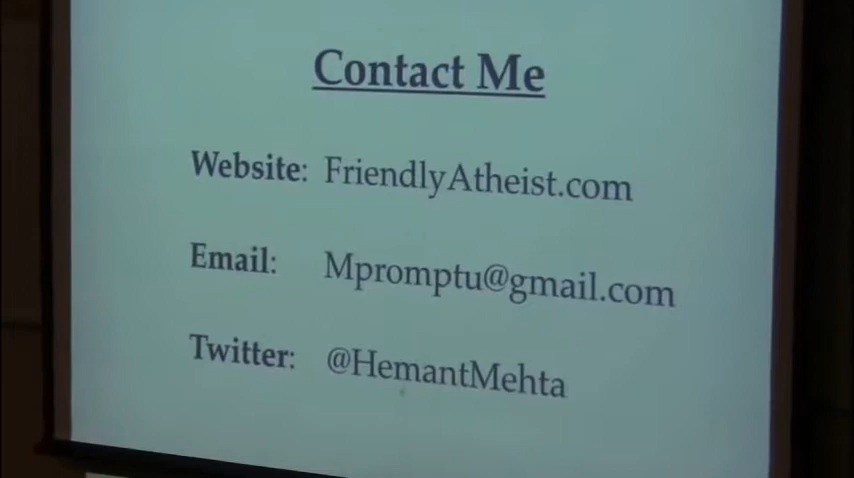 Contact Me
Website: FriendlyAtheist.com
Email: Mpromptu@gmail.com
Twitter: @HemantMehta